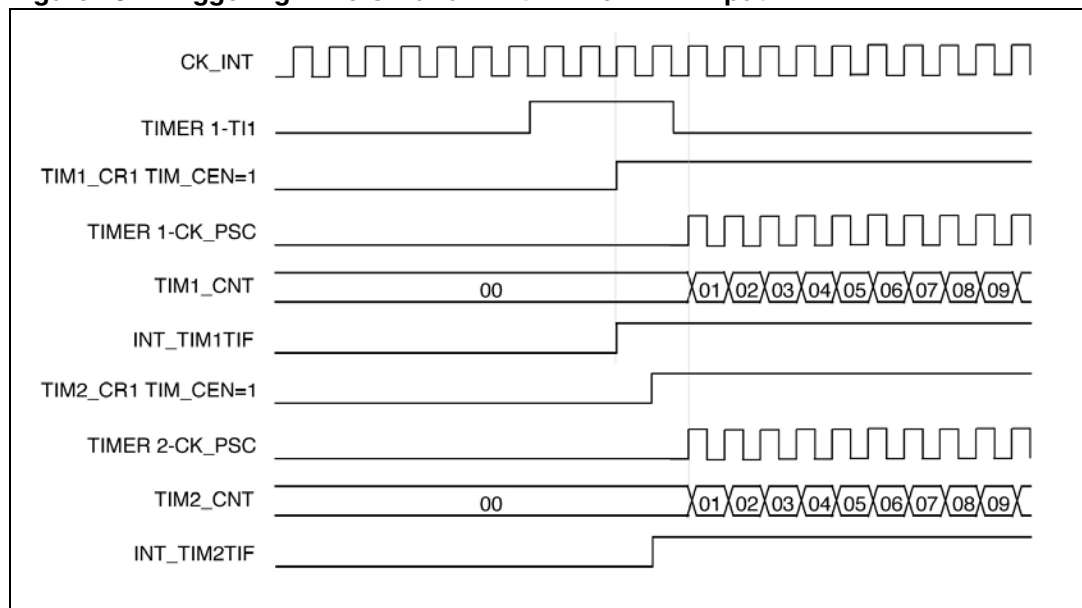 CK_INT
TIMER 1-TI1
TIM1_CR1 TIM_CEN=1
TIMER 1-CK_PSC
TIM1_CNT 00 01 02 03 04 05 06 07 08 09
INT_TIM1TIF
TIM2_CR1 TIM_CEN=1
TIMER 2-CK_PSC
TIM2_CNT 00 01 02 03 04 05 06 07 08 09
INT_TIM2TIF